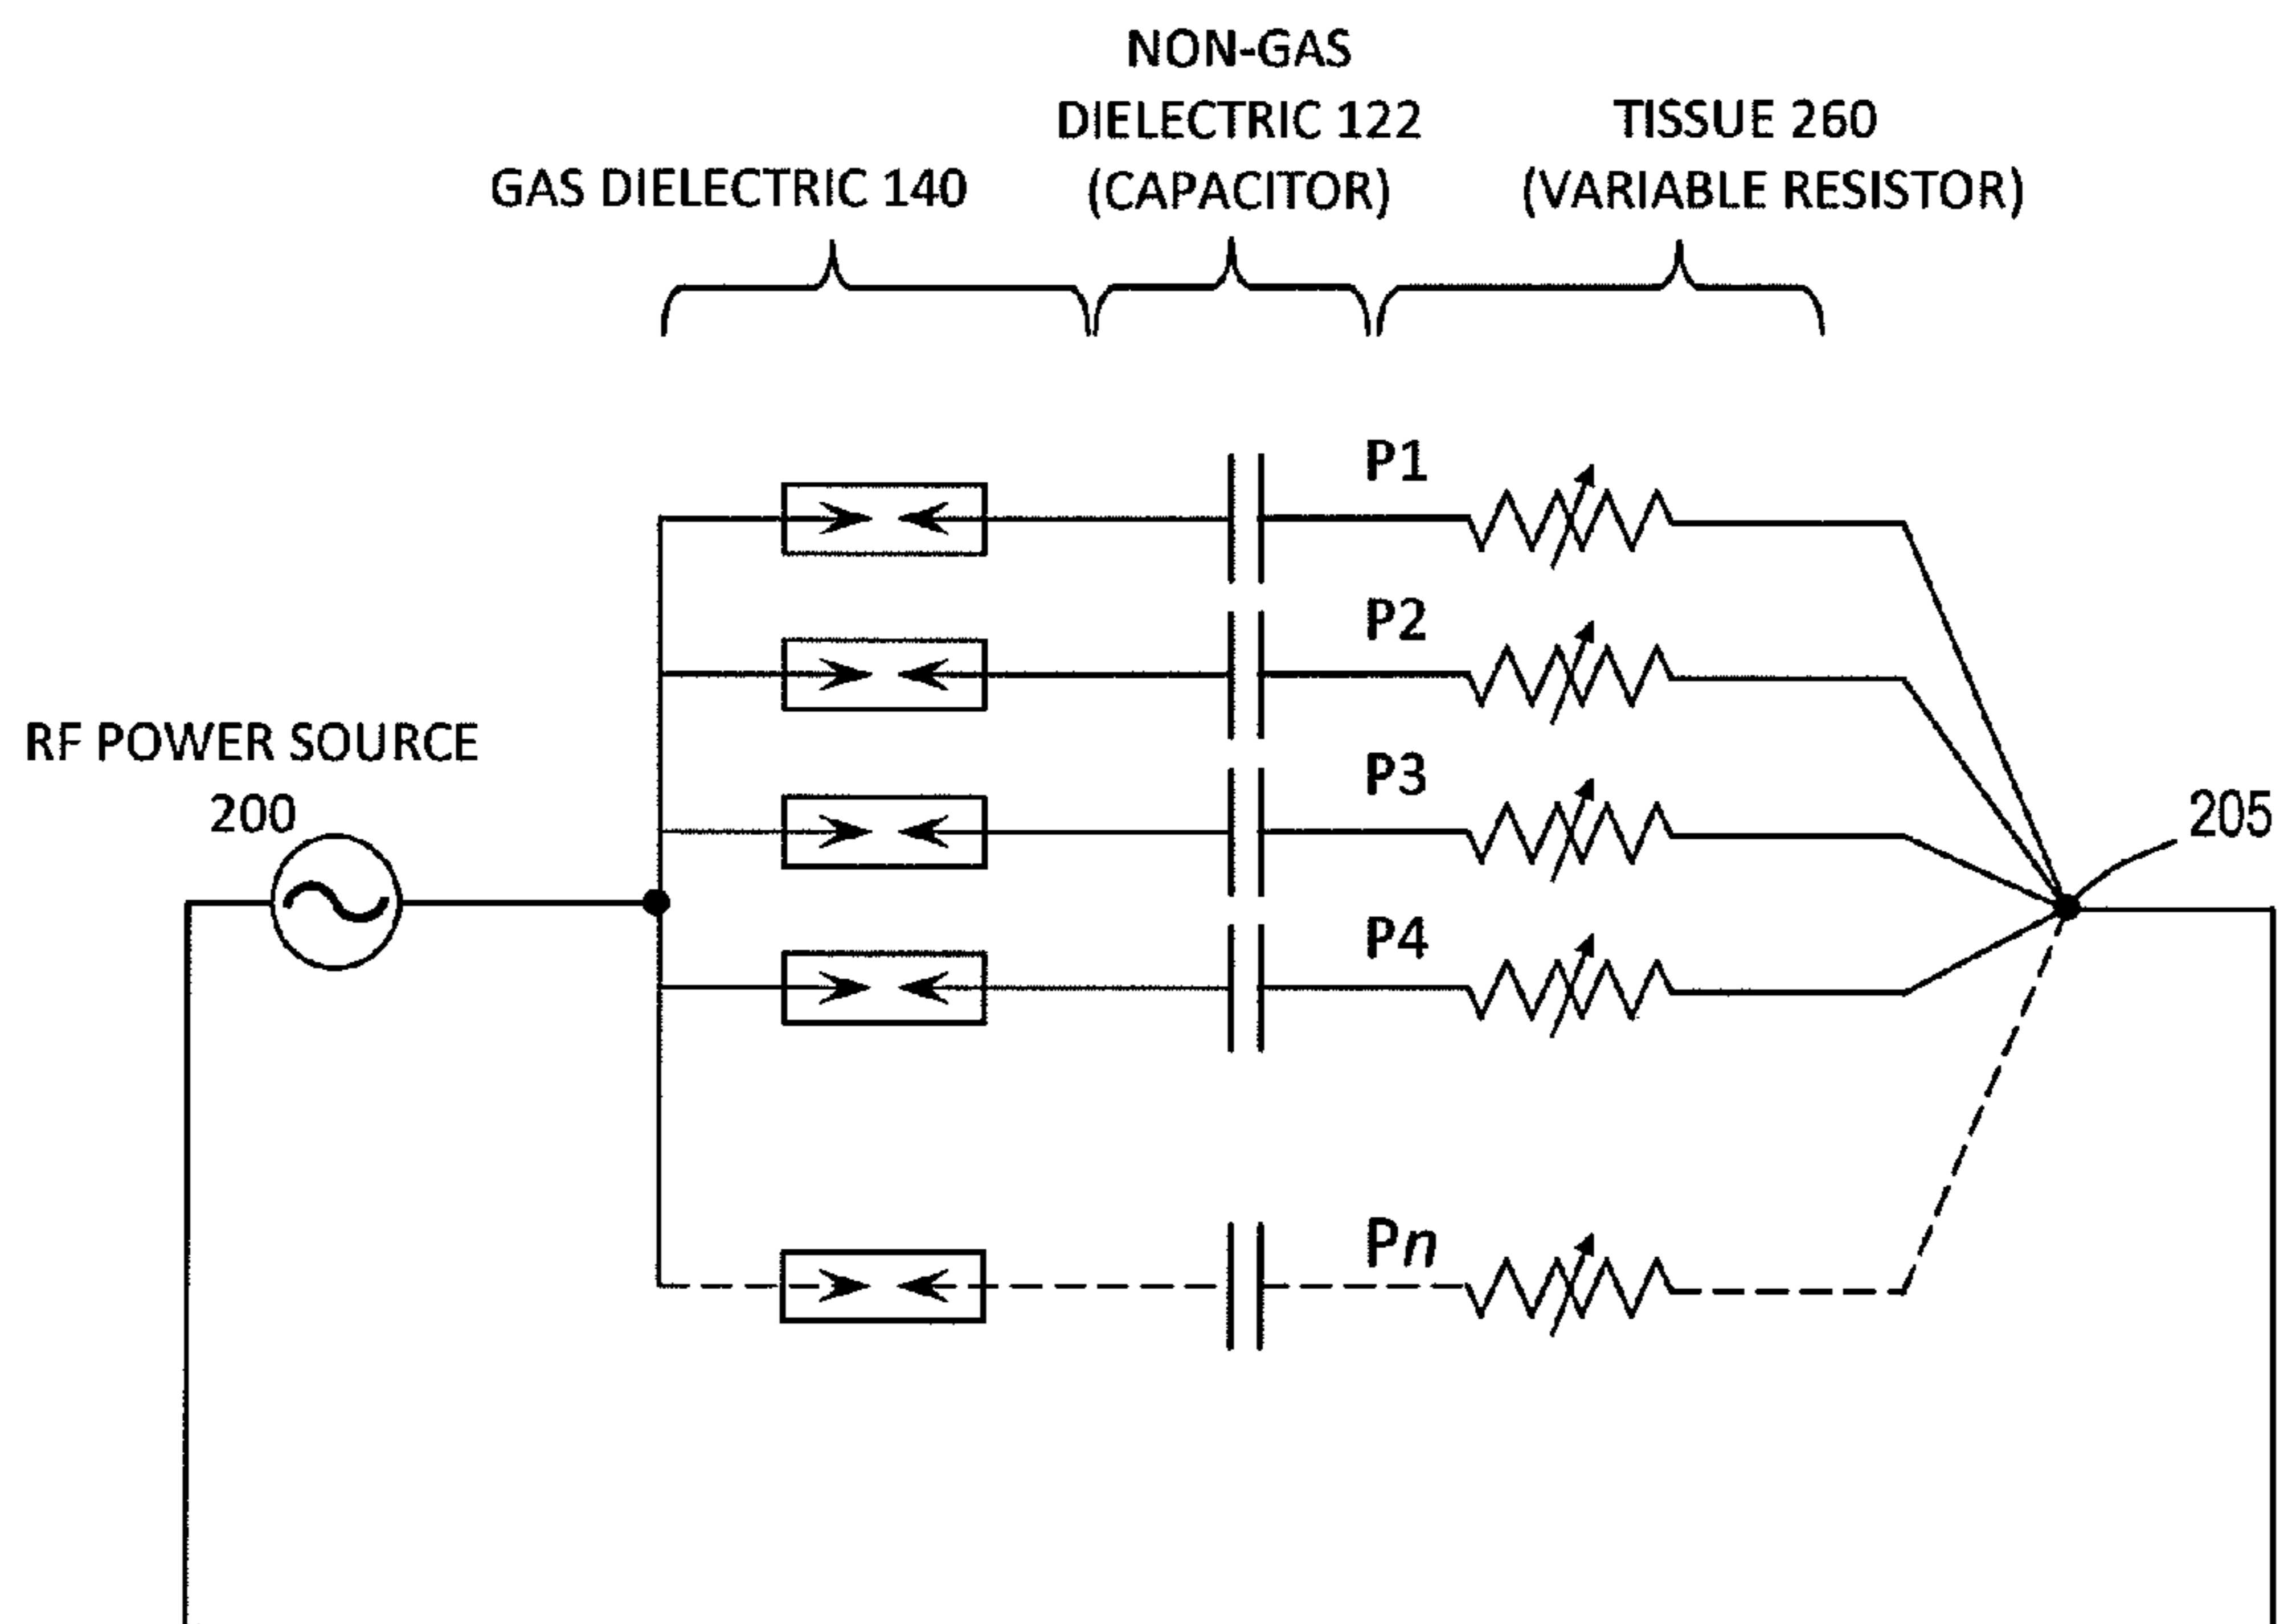 NON-GAS
DIELECTRIC 122
(CAPACITOR)
TISSUE 260
(VARIABLE RESISTOR)
GAS DIELECTRIC 140
P1
P2
RF POWER SOURCE
200
P3
205
P4
Pn